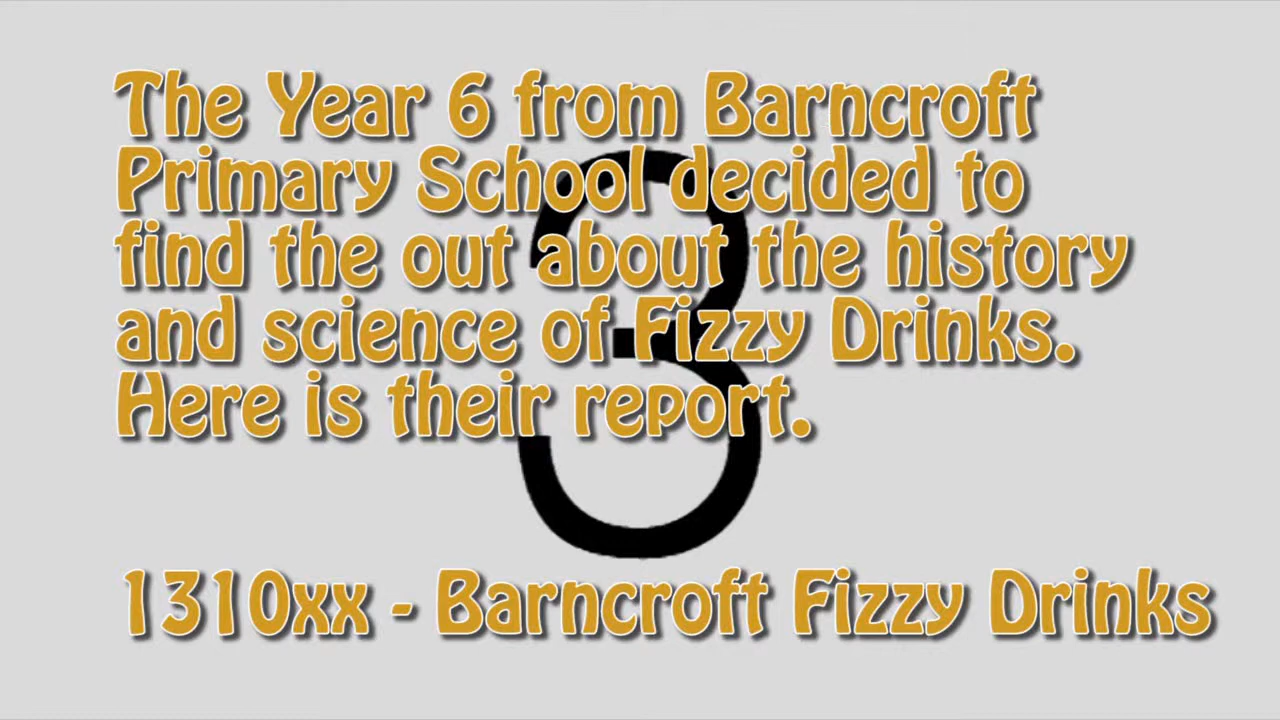 The Year 6 from Barncroft
Primary School decided to
find the out about the history
and science of Fizzy Drinks.
Here is their report.
3
1310xx - Barncroft Fizzy Drinks